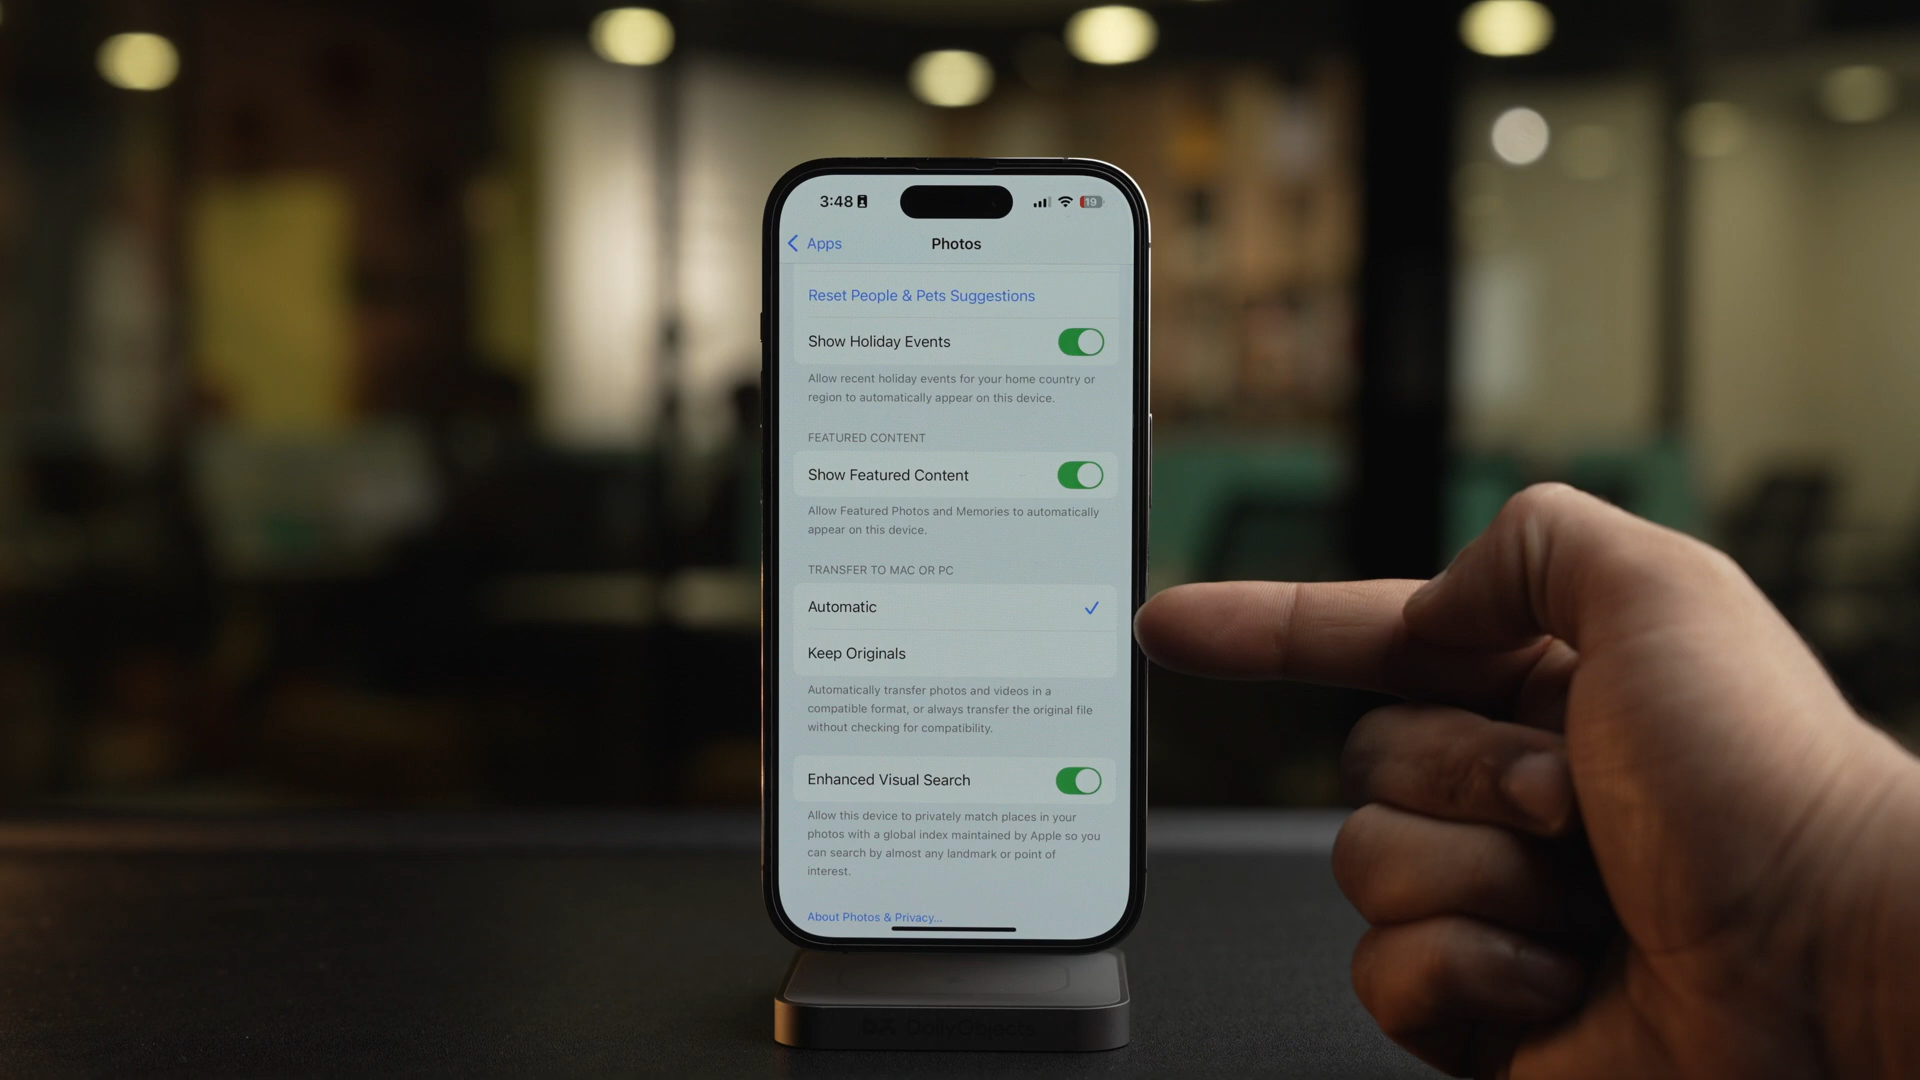 3:48
19
Apps
Photos
Reset People & Pets Suggestions
Show Holiday Events
Allow recent holiday events for your home country or
region to automatically appear on this device.
FEATURED CONTENT
Show Featured Content
Allow Featured Photos and Memories to automatically
appear on this device.
TRANSFER TO MAC OR PC
Automatic
Keep Originals
Automatically transfer photos and videos in a
compatible format, or always transfer the original file
without checking for compatibility.
Enhanced Visual Search
Allow this device to privately match places in your
photos with a global index maintained by Apple so you
can search by almost any landmark or point of
interest.
About Photos & Privacy...
DailyObjects